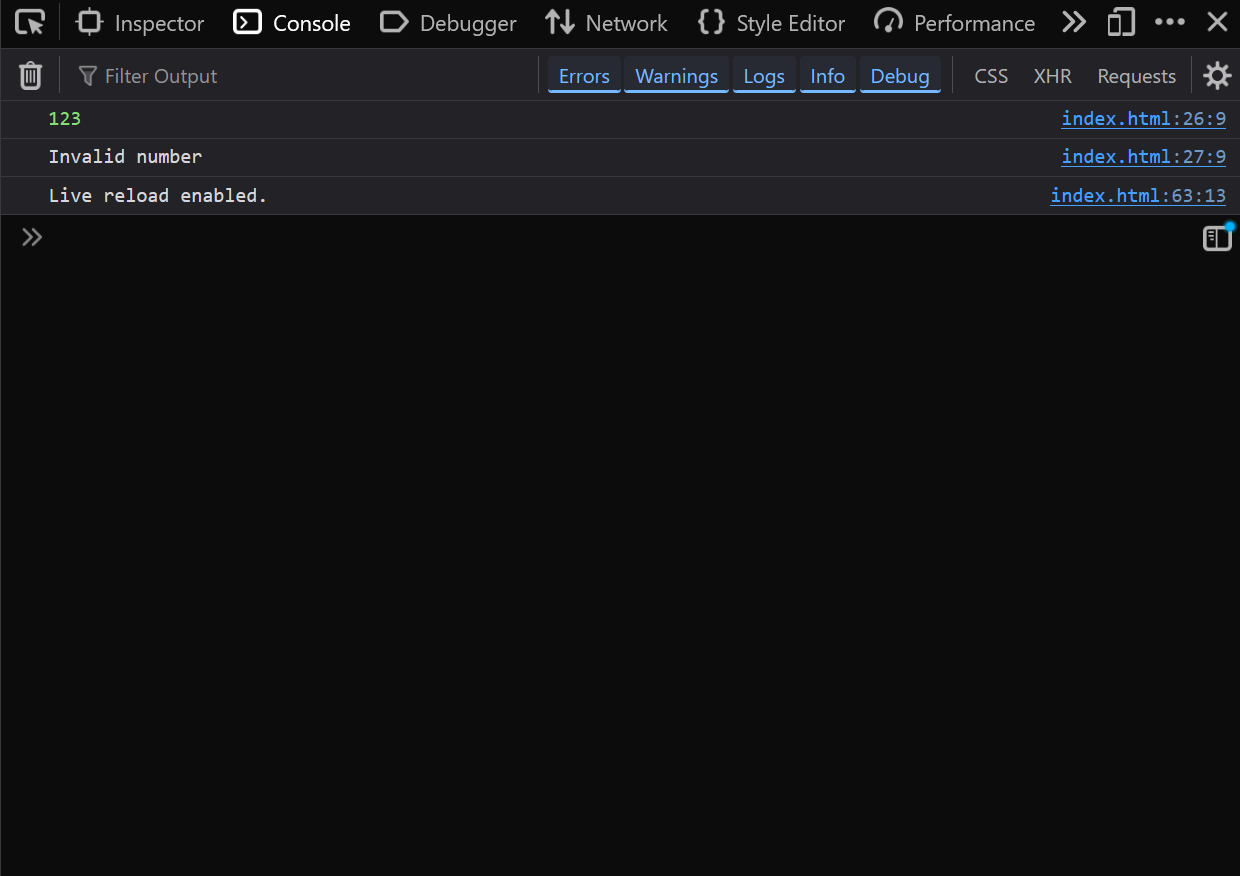 Inspector Console Debugger Network Style Editor Performance
Filter Output Errors Warnings Logs Info Debug CSS XHR Requests
123 index.html:26:9
Invalid number index.html:27:9
Live reload enabled. index.html:63:13